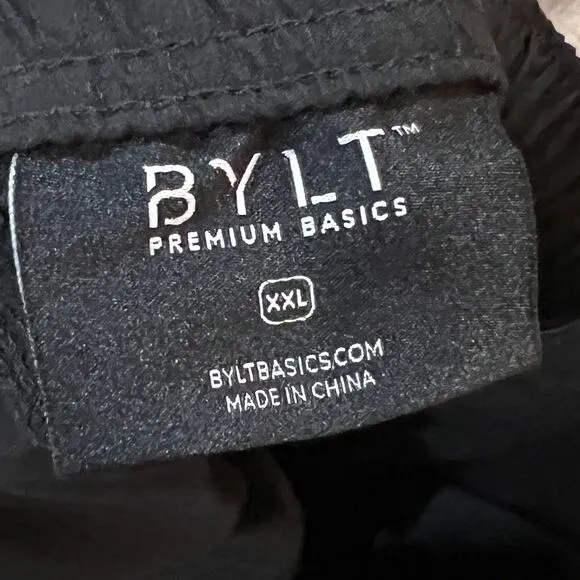 BYLT™
PREMIUM BASICS
XXL
BYLTBASICS.COM
MADE IN CHINA